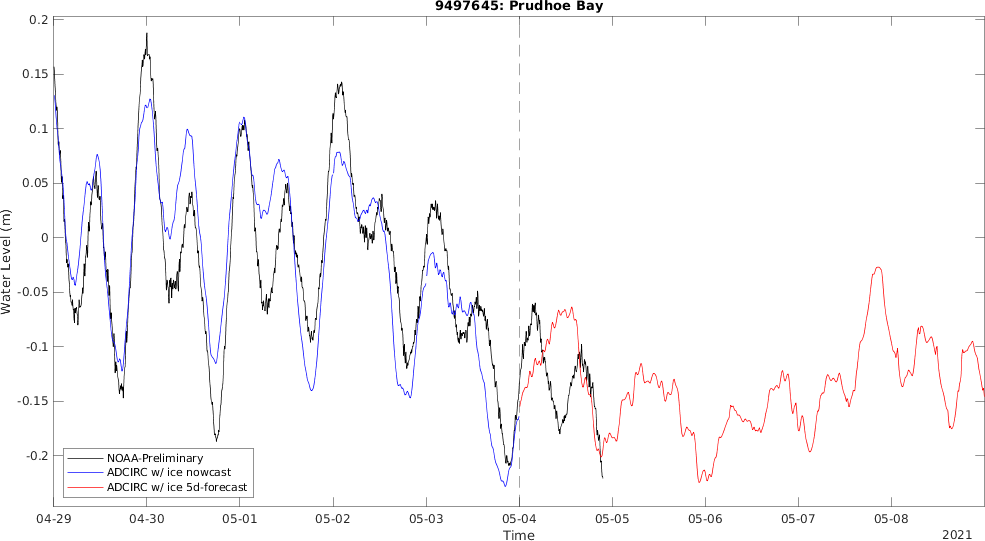 9497645: Prudhoe Bay
0.2
0.15
0.1
0.05
0
-0.05
-0.1
-0.15
-0.2
Water Level (m)
NOAA-Preliminary
ADCIRC w/ ice nowcast
ADCIRC w/ ice 5d-forecast
04-29 04-30 05-01 05-02 05-03 05-04 05-05 05-06 05-07 05-08
Time
2021